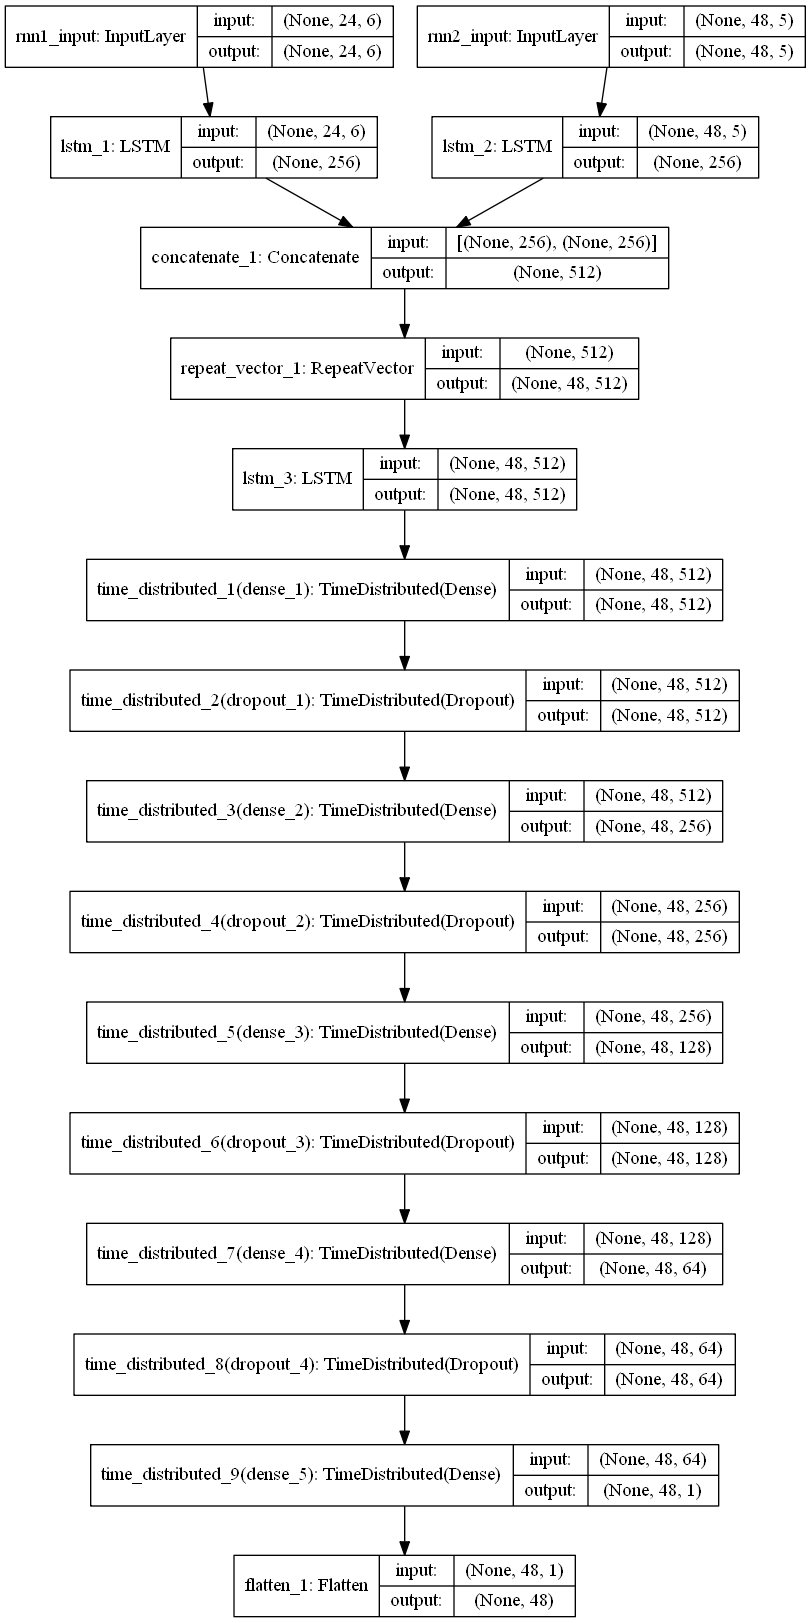 rnn1_input: InputLayer
input: (None, 24, 6)
output: (None, 24, 6)
rnn2_input: InputLayer
input: (None, 48, 5)
output: (None, 48, 5)
lstm_1: LSTM
input: (None, 24, 6)
output: (None, 256)
lstm_2: LSTM
input: (None, 48, 5)
output: (None, 256)
concatenate_1: Concatenate
input: [(None, 256), (None, 256)]
output: (None, 512)
repeat_vector_1: RepeatVector
input: (None, 512)
output: (None, 48, 512)
lstm_3: LSTM
input: (None, 48, 512)
output: (None, 48, 512)
time_distributed_1(dense_1): TimeDistributed(Dense)
input: (None, 48, 512)
output: (None, 48, 512)
time_distributed_2(dropout_1): TimeDistributed(Dropout)
input: (None, 48, 512)
output: (None, 48, 512)
time_distributed_3(dense_2): TimeDistributed(Dense)
input: (None, 48, 512)
output: (None, 48, 256)
time_distributed_4(dropout_2): TimeDistributed(Dropout)
input: (None, 48, 256)
output: (None, 48, 256)
time_distributed_5(dense_3): TimeDistributed(Dense)
input: (None, 48, 256)
output: (None, 48, 128)
time_distributed_6(dropout_3): TimeDistributed(Dropout)
input: (None, 48, 128)
output: (None, 48, 128)
time_distributed_7(dense_4): TimeDistributed(Dense)
input: (None, 48, 128)
output: (None, 48, 64)
time_distributed_8(dropout_4): TimeDistributed(Dropout)
input: (None, 48, 64)
output: (None, 48, 64)
time_distributed_9(dense_5): TimeDistributed(Dense)
input: (None, 48, 64)
output: (None, 48, 1)
flatten_1: Flatten
input: (None, 48, 1)
output: (None, 48)